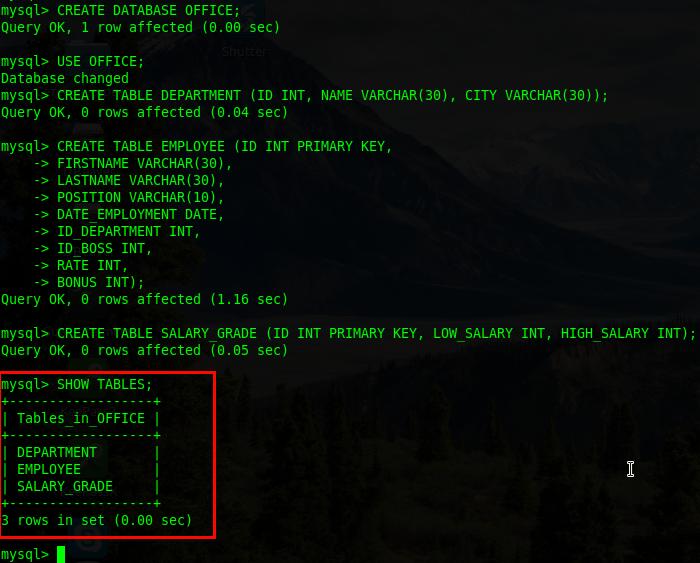 mysql> CREATE DATABASE OFFICE;
Query OK, 1 row affected (0.00 sec)
Shutter
mysql> USE OFFICE;
Database changed
mysql> CREATE TABLE DEPARTMENT (ID INT, NAME VARCHAR(30), CITY VARCHAR(30));
Query OK, 0 rows affected (0.04 sec)
mysql> CREATE TABLE EMPLOYEE (ID INT PRIMARY KEY,
    -> FIRSTNAME VARCHAR(30),
    -> LASTNAME VARCHAR(30),
    -> POSITION VARCHAR(10),
    -> DATE_EMPLOYMENT DATE,
    -> ID_DEPARTMENT INT,
    -> ID_BOSS INT,
    -> RATE INT,
    -> BONUS INT);
Query OK, 0 rows affected (1.16 sec)
mysql> CREATE TABLE SALARY_GRADE (ID INT PRIMARY KEY, LOW_SALARY INT, HIGH_SALARY INT);
Query OK, 0 rows affected (0.05 sec)
mysql> SHOW TABLES;
+------------------+
| Tables_in_OFFICE |
+------------------+
| DEPARTMENT       |
| EMPLOYEE         |
| SALARY_GRADE     |
+------------------+
3 rows in set (0.00 sec)
mysql>